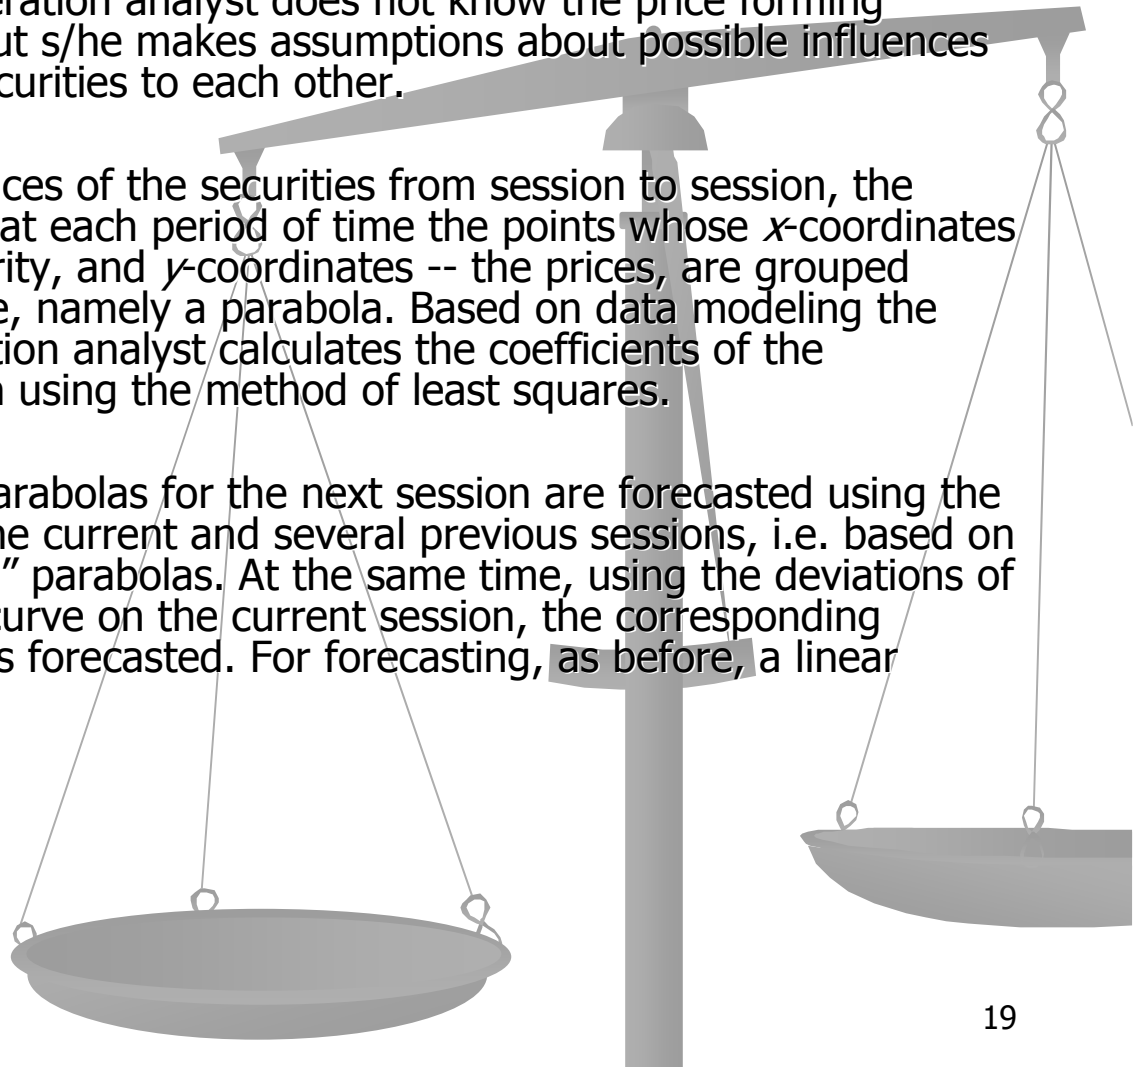 eration analyst does not know the price forming
ut s/he makes assumptions about possible influences
curities to each other.
ces of the securities from session to session, the
at each period of time the points whose x-coordinates
rity, and y-coordinates -- the prices, are grouped
e, namely a parabola. Based on data modeling the
tion analyst calculates the coefficients of the
using the method of least squares.
arabolas for the next session are forecasted using the
ne current and several previous sessions, i.e. based on
” parabolas. At the same time, using the deviations of
curve on the current session, the corresponding
s forecasted. For forecasting, as before, a linear
19